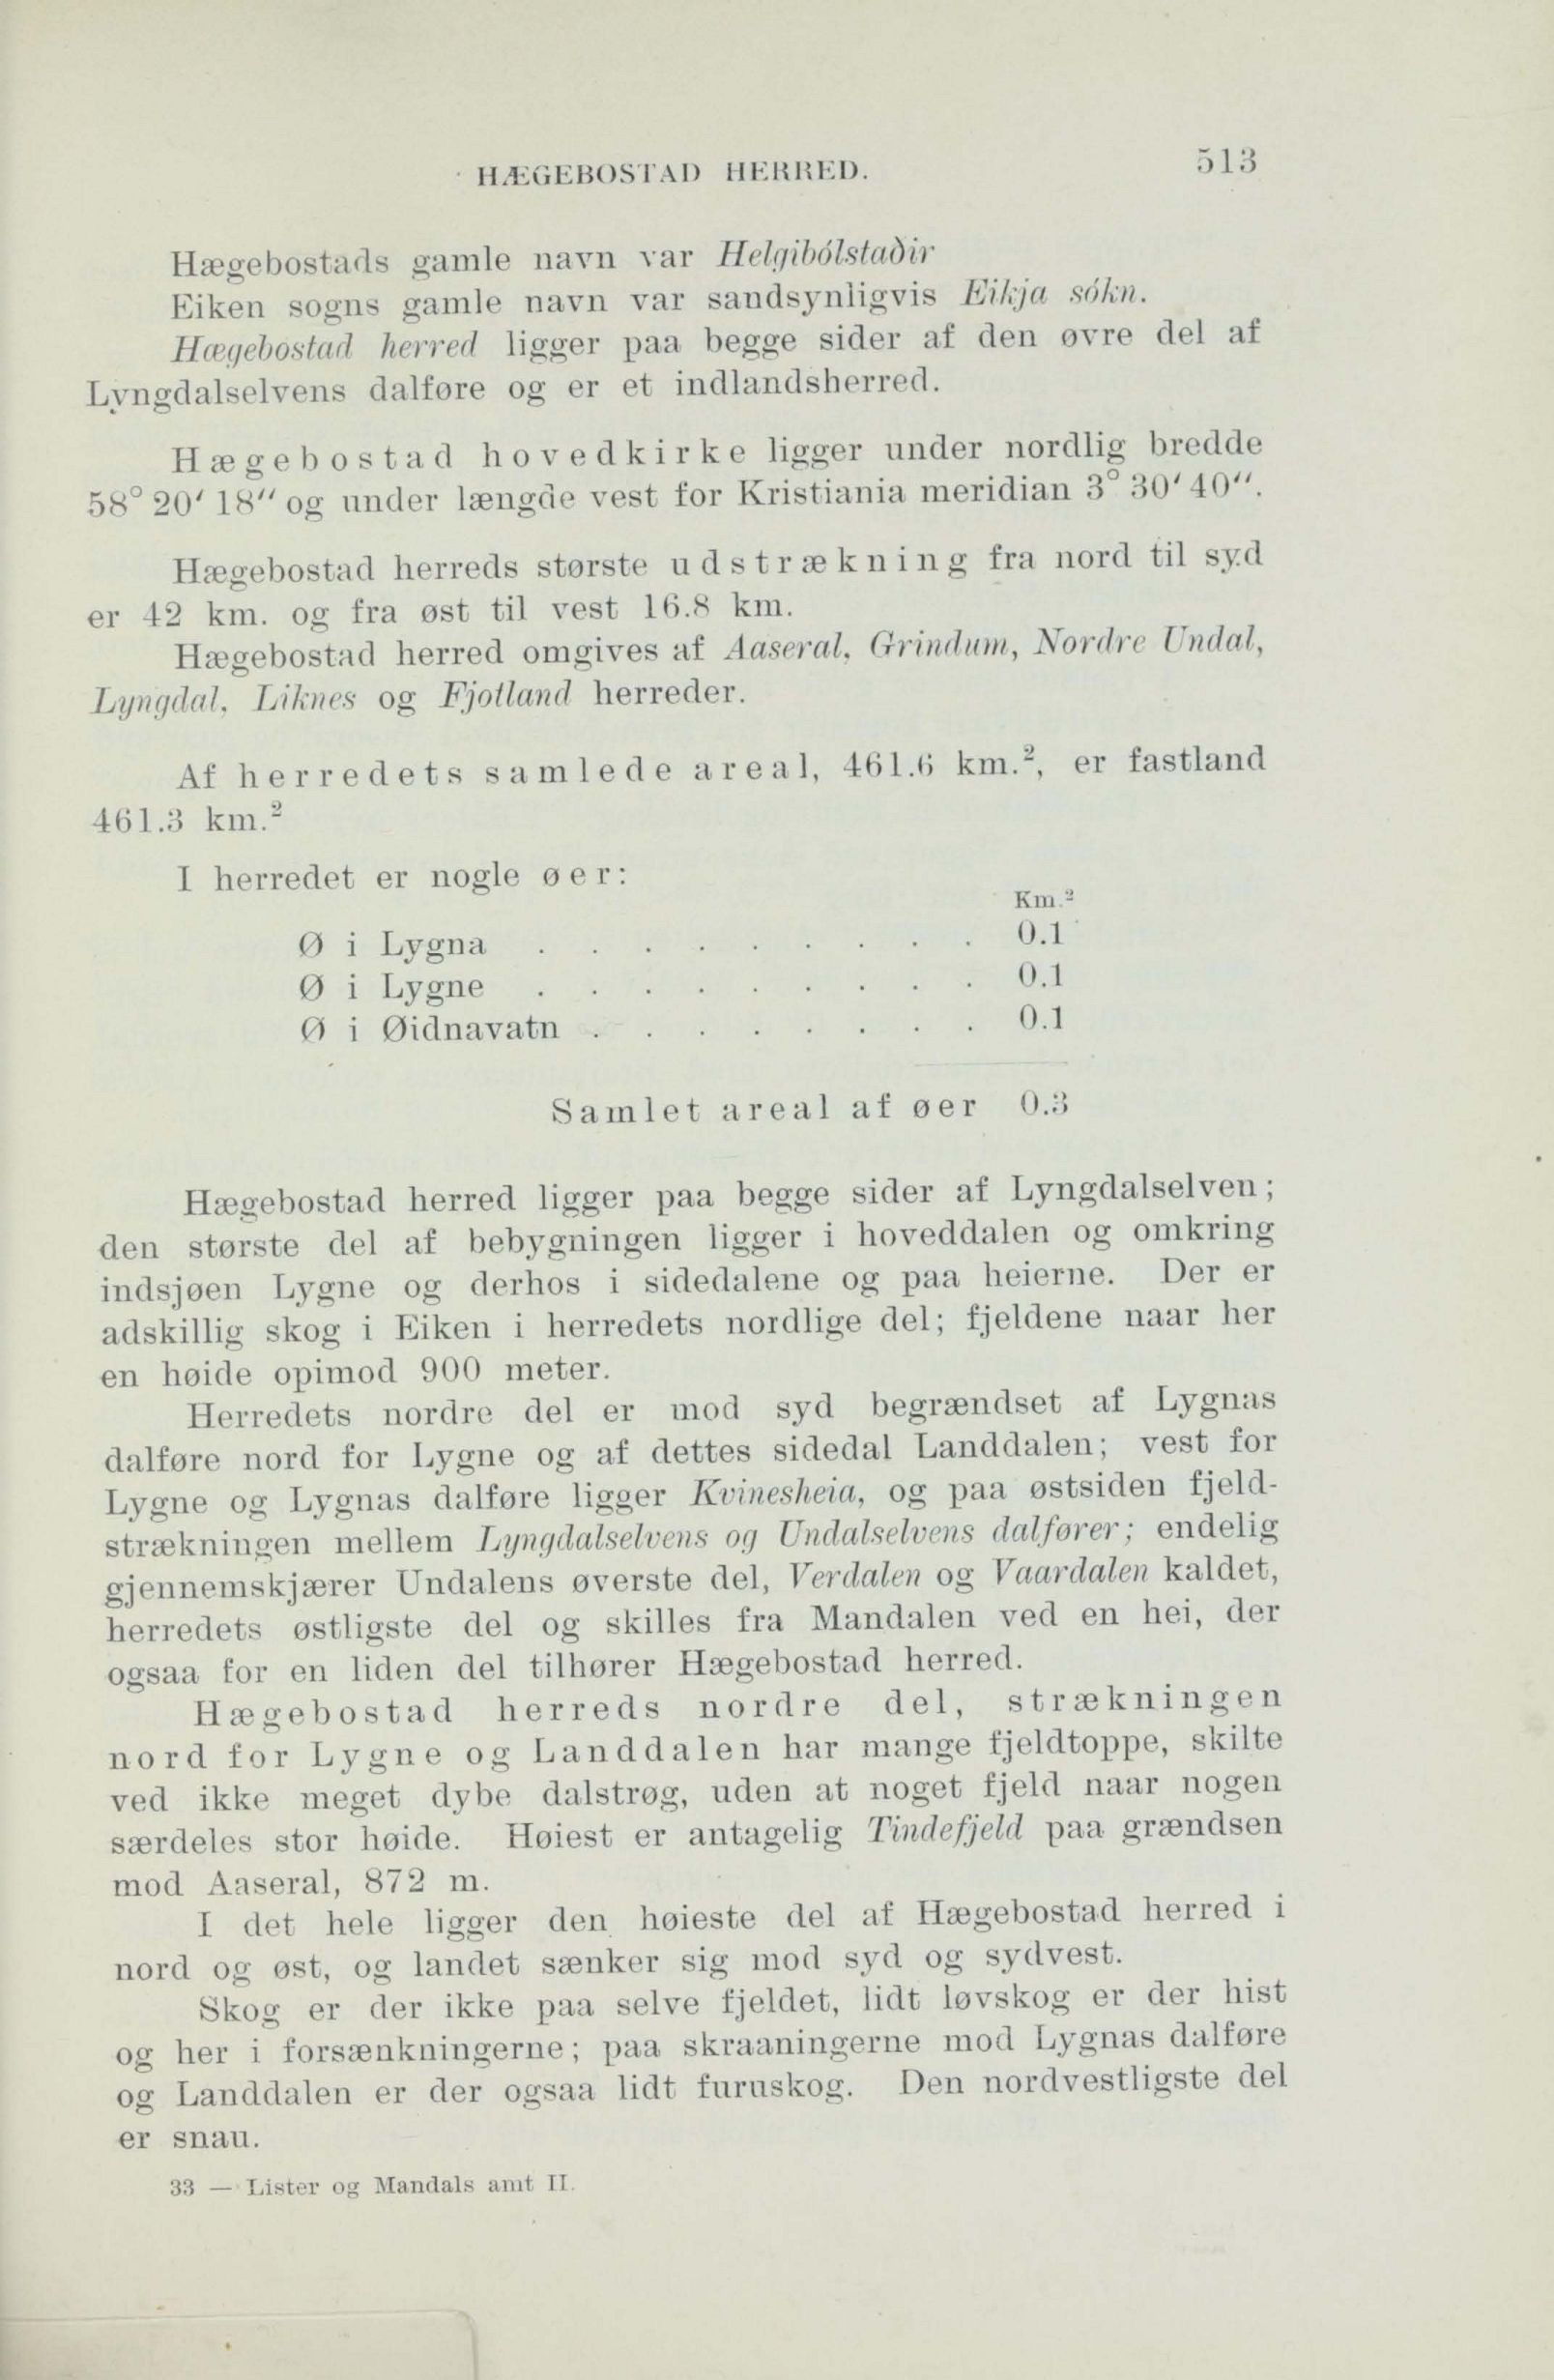 HÆGEBOSTAD HERRED. 513
Hægebostads gamle navn var Helgibólstaðir
Eiken sogns gamle navn var sandsynligvis Eikja sókn.
Hægebostad herred ligger paa begge sider af den øvre del af
Lyngdalselvens dalføre og er et indlandsherred.
Hægebostad hovedkirke ligger under nordlig bredde
58° 20′ 18″ og under længde vest for Kristiania meridian 3° 30′ 40″.
Hægebostad herreds største udstrækning fra nord til syd
er 42 km. og fra øst til vest 16.8 km.
Hægebostad herred omgives af Aaseral, Grindum, Nordre Undal,
Lyngdal, Liknes og Fjotland herreder.
Af herredets samlede areal, 461.6 km.², er fastland
461.3 km.²
I herredet er nogle øer:
Km.²
Ø i Lygna . . . . . . . . . 0.1
Ø i Lygne . . . . . . . . . 0.1
Ø i Øidnavatn . . . . . . . . 0.1
Samlet areal af øer 0.3
Hægebostad herred ligger paa begge sider af Lyngdalselven;
den største del af bebygningen ligger i hoveddalen og omkring
indsjøen Lygne og derhos i sidedalene og paa heierne. Der er
adskillig skog i Eiken i herredets nordlige del; fjeldene naar her
en høide opimod 900 meter.
Herredets nordre del er mod syd begrændset af Lygnas
dalføre nord for Lygne og af dettes sidedal Landdalen; vest for
Lygne og Lygnas dalføre ligger Kvinesheia, og paa østsiden fjeld-
strækningen mellem Lyngdalselvens og Undalselvens dalfører; endelig
gjennemskjærer Undalens øverste del, Verdalen og Vaardalen kaldet,
herredets østligste del og skilles fra Mandalen ved en hei, der
ogsaa for en liden del tilhører Hægebostad herred.
Hægebostad herreds nordre del, strækningen
nord for Lygne og Landdalen har mange fjeldtoppe, skilte
ved ikke meget dybe dalstrøg, uden at noget fjeld naar nogen
særdeles stor høide. Høiest er antagelig Tindefjeld paa grændsen
mod Aaseral, 872 m.
I det hele ligger den høieste del af Hægebostad herred i
nord og øst, og landet sænker sig mod syd og sydvest.
Skog er der ikke paa selve fjeldet, lidt løvskog er der hist
og her i forsænkningerne; paa skraaningerne mod Lygnas dalføre
og Landdalen er der ogsaa lidt furuskog. Den nordvestligste del
er snau.
33 — Lister og Mandals amt II.